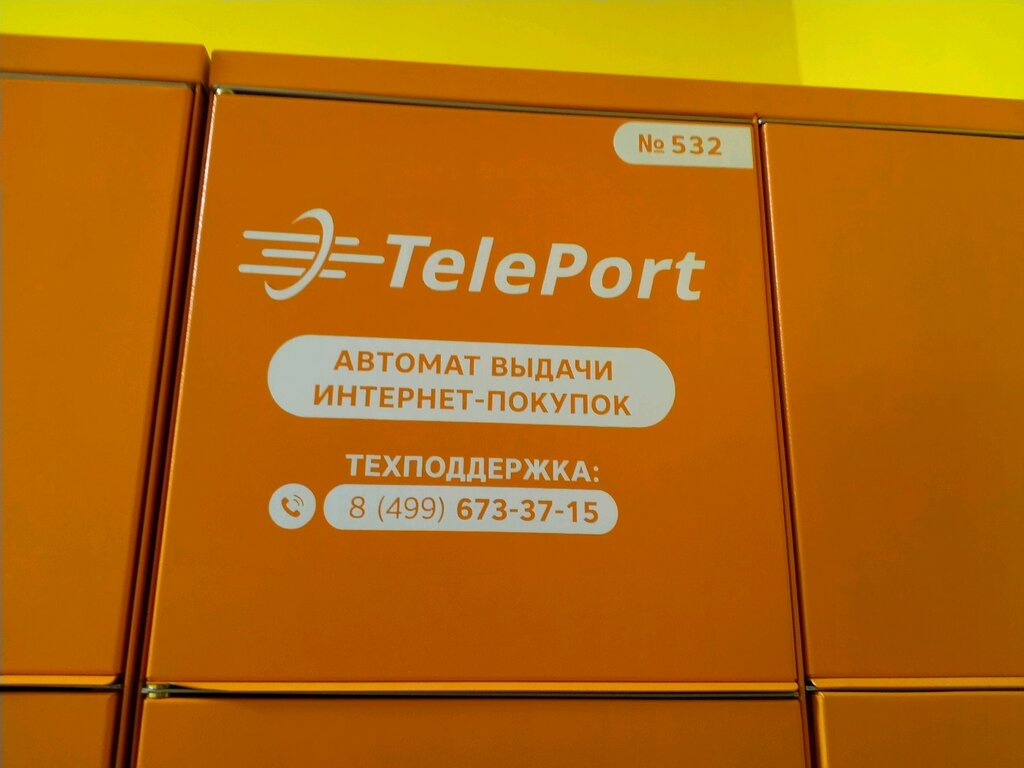 № 532
TelePort
АВТОМАТ ВЫДАЧИ
ИНТЕРНЕТ-ПОКУПОК
ТЕХПОДДЕРЖКА:
8 (499) 673-37-15